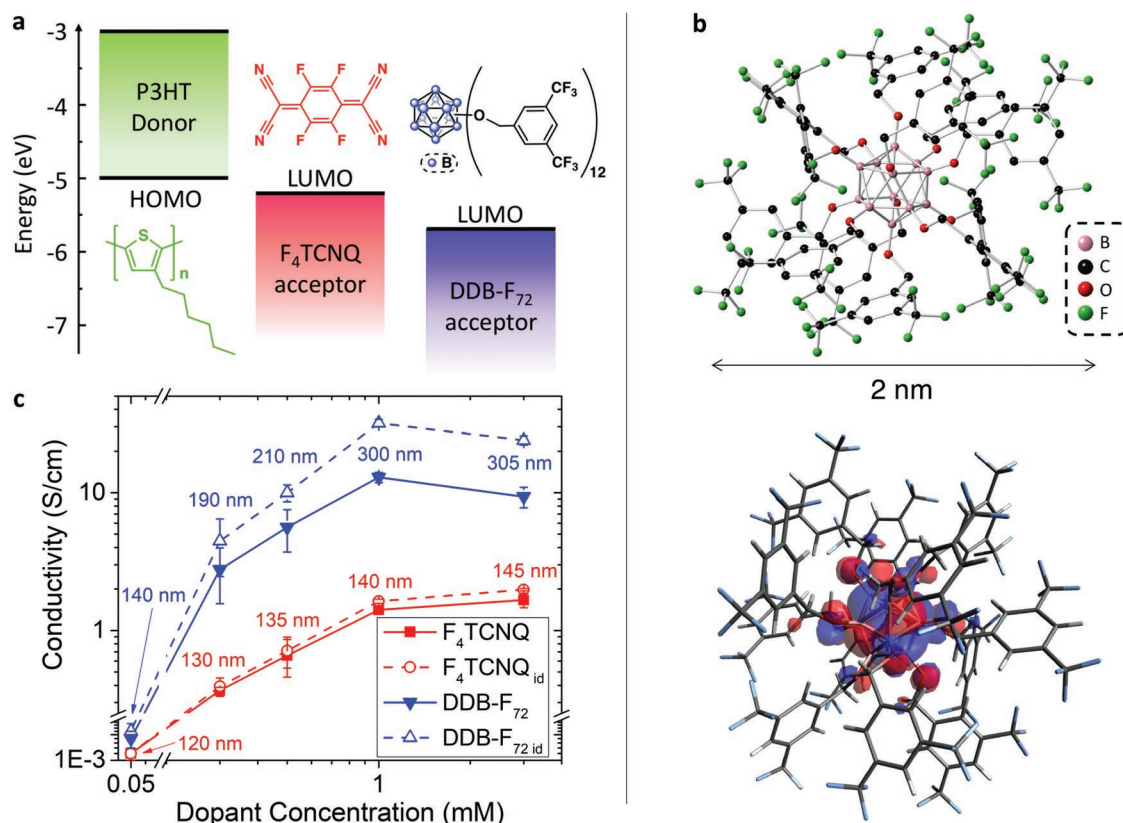 a
b
-3
-4
-5
-6
-7
Energy (eV)
P3HT
Donor
HOMO
S
n
N
N
N
N
F
F
F
F
LUMO
F₄TCNQ
acceptor
B
O
CF₃
CF₃
12
LUMO
DDB-F₇₂
acceptor
B
C
O
F
2 nm
c
Conductivity (S/cm)
10
1
1E-3
140 nm
190 nm
210 nm
300 nm
305 nm
120 nm
130 nm
135 nm
140 nm
145 nm
F₄TCNQ
F₄TCNQ id
DDB-F₇₂
DDB-F₇₂ id
0.05
1
Dopant Concentration (mM)